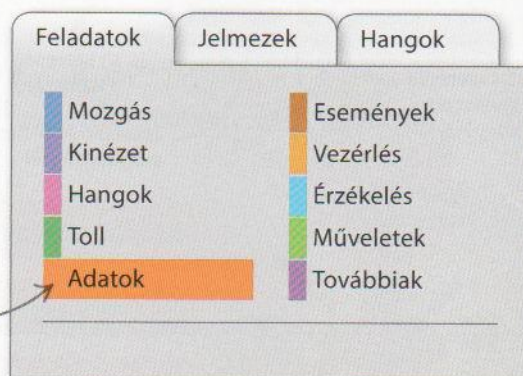 Feladatok Jelmezek Hangok
Mozgás Események
Kinézet Vezérlés
Hangok Érzékelés
Toll Műveletek
Adatok Továbbiak